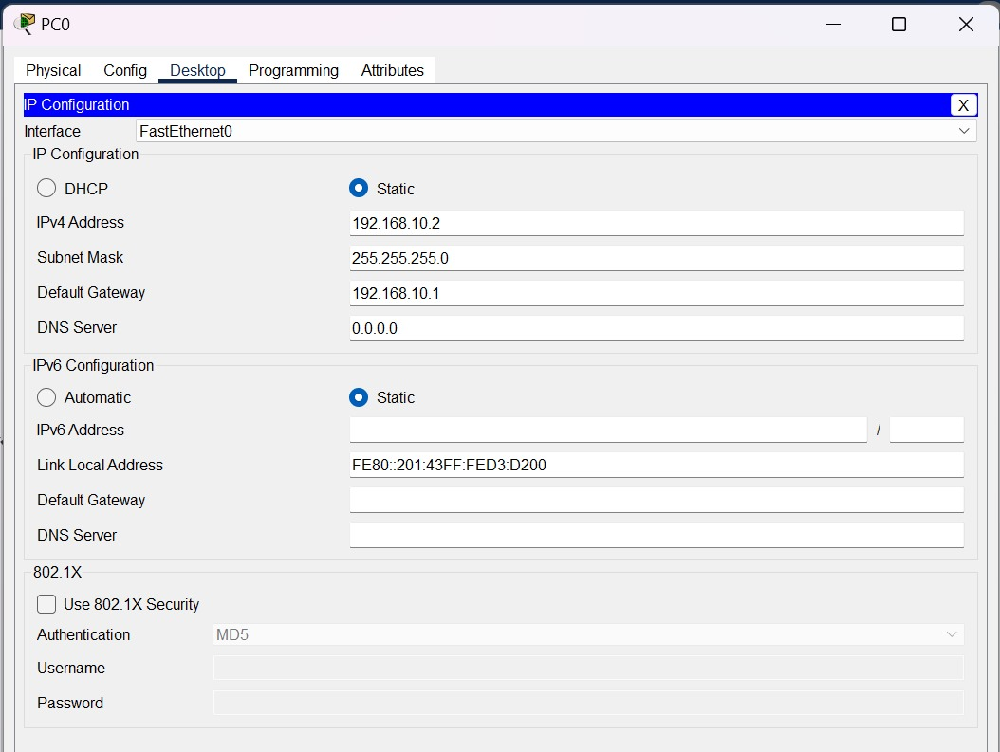 PC0
Physical Config Desktop Programming Attributes
IP Configuration X
Interface FastEthernet0
IP Configuration
DHCP Static
IPv4 Address 192.168.10.2
Subnet Mask 255.255.255.0
Default Gateway 192.168.10.1
DNS Server 0.0.0.0
IPv6 Configuration
Automatic Static
IPv6 Address /
Link Local Address FE80::201:43FF:FED3:D200
Default Gateway
DNS Server
802.1X
Use 802.1X Security
Authentication MD5
Username
Password